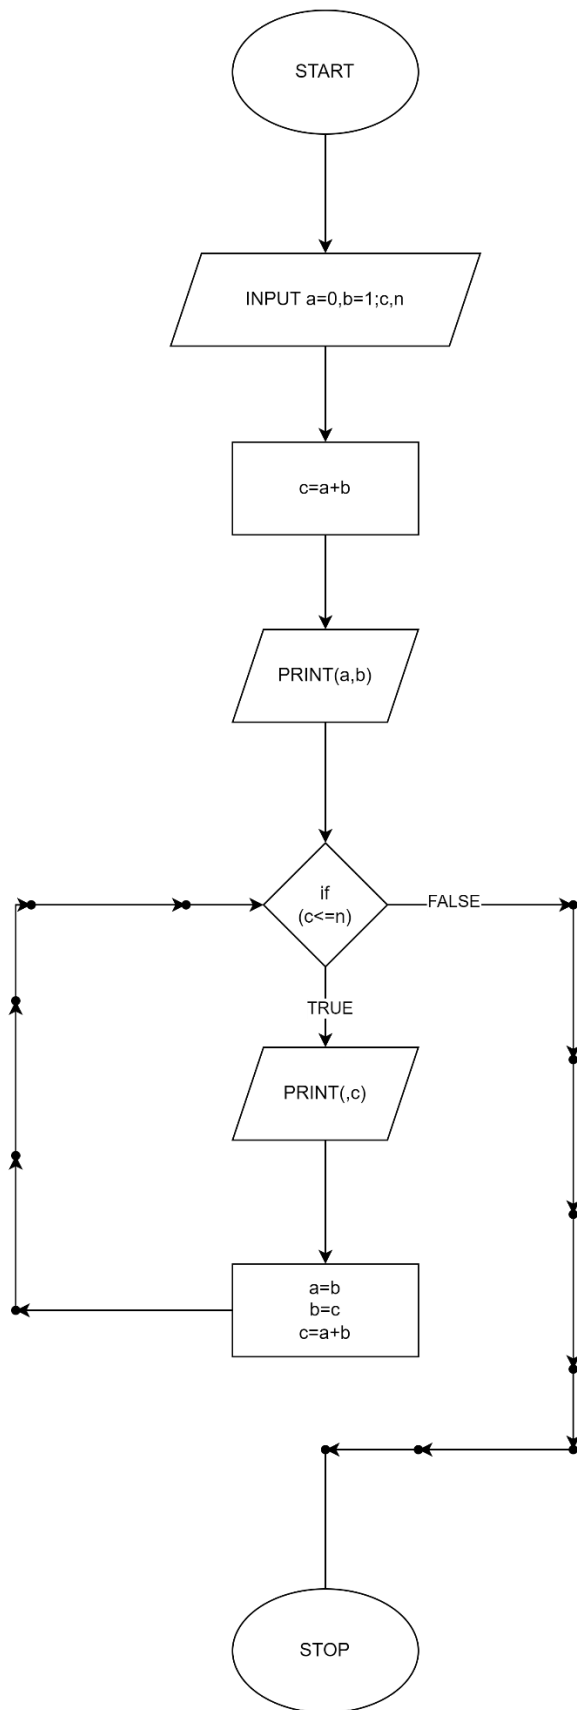 START
INPUT a=0,b=1;c,n
c=a+b
PRINT(a,b)
if
(c<=n)
FALSE
TRUE
PRINT(,c)
a=b
b=c
c=a+b
STOP